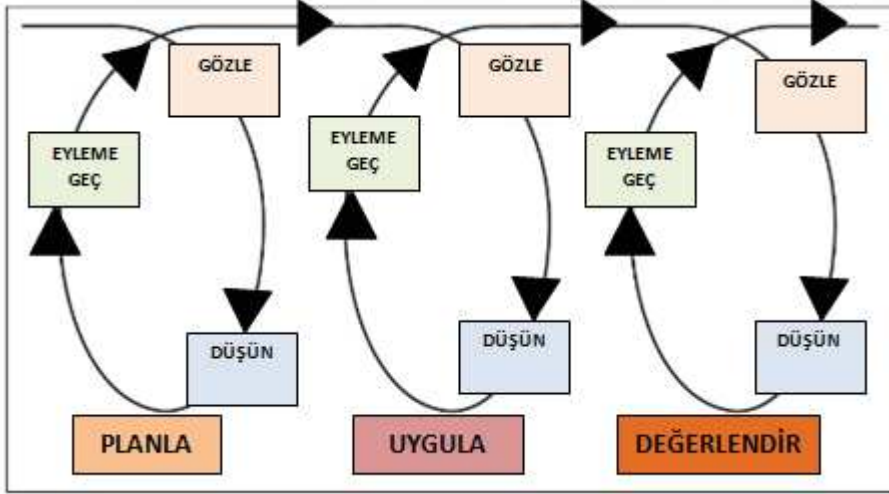 GÖZLE
EYLEME
GEÇ
DÜŞÜN
PLANLA
GÖZLE
EYLEME
GEÇ
DÜŞÜN
UYGULA
GÖZLE
EYLEME
GEÇ
DÜŞÜN
DEĞERLENDİR